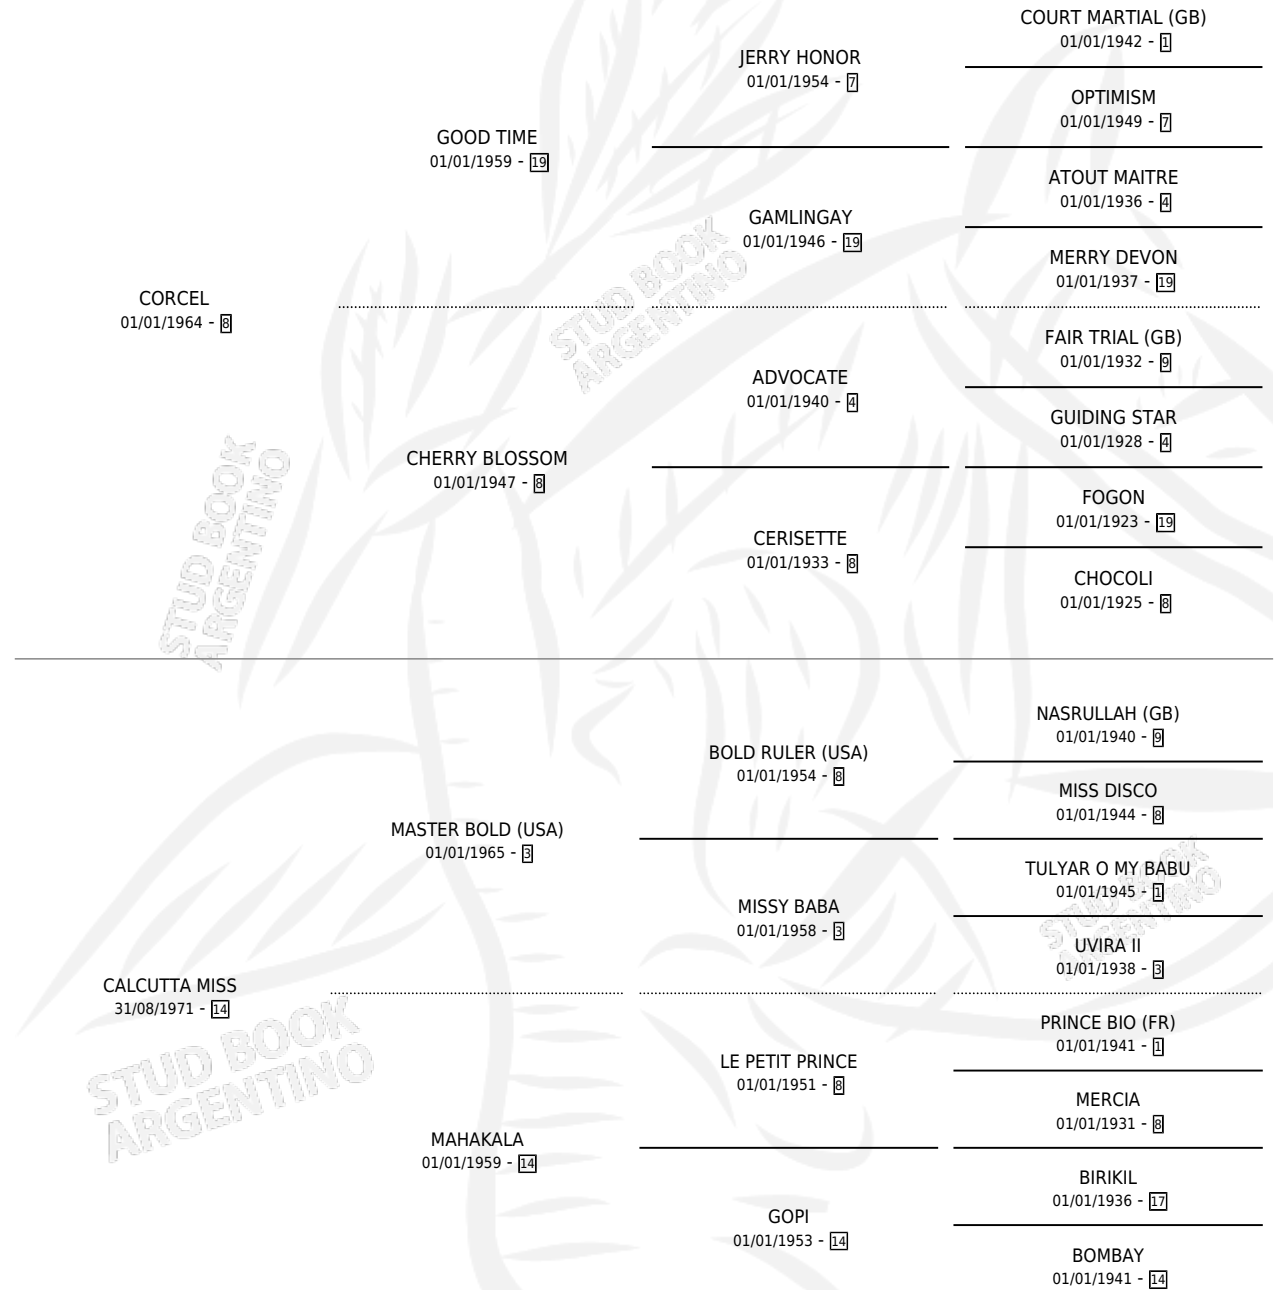 COURT MARTIAL (GB)
01/01/1942 - 1
JERRY HONOR
01/01/1954 - 7
OPTIMISM
01/01/1949 - 7
GOOD TIME
01/01/1959 - 19
ATOUT MAITRE
01/01/1936 - 4
GAMLINGAY
01/01/1946 - 19
MERRY DEVON
01/01/1937 - 19
CORCEL
01/01/1964 - 8
FAIR TRIAL (GB)
01/01/1932 - 9
ADVOCATE
01/01/1940 - 4
GUIDING STAR
01/01/1928 - 4
CHERRY BLOSSOM
01/01/1947 - 8
FOGON
01/01/1923 - 19
CERISETTE
01/01/1933 - 8
CHOCOLI
01/01/1925 - 8
NASRULLAH (GB)
01/01/1940 - 9
BOLD RULER (USA)
01/01/1954 - 8
MISS DISCO
01/01/1944 - 8
MASTER BOLD (USA)
01/01/1965 - 3
TULYAR O MY BABU
01/01/1945 - 1
MISSY BABA
01/01/1958 - 3
UVIRA II
01/01/1938 - 3
CALCUTTA MISS
31/08/1971 - 14
PRINCE BIO (FR)
01/01/1941 - 1
LE PETIT PRINCE
01/01/1951 - 8
MERCIA
01/01/1931 - 8
MAHAKALA
01/01/1959 - 14
BIRIKIL
01/01/1936 - 17
GOPI
01/01/1953 - 14
BOMBAY
01/01/1941 - 14
STUD BOOK
ARGENTINO
STUD BOOK
ARGENTINO
STUD BOOK
ARGENTINO
STUD BOOK
ARGENTINO